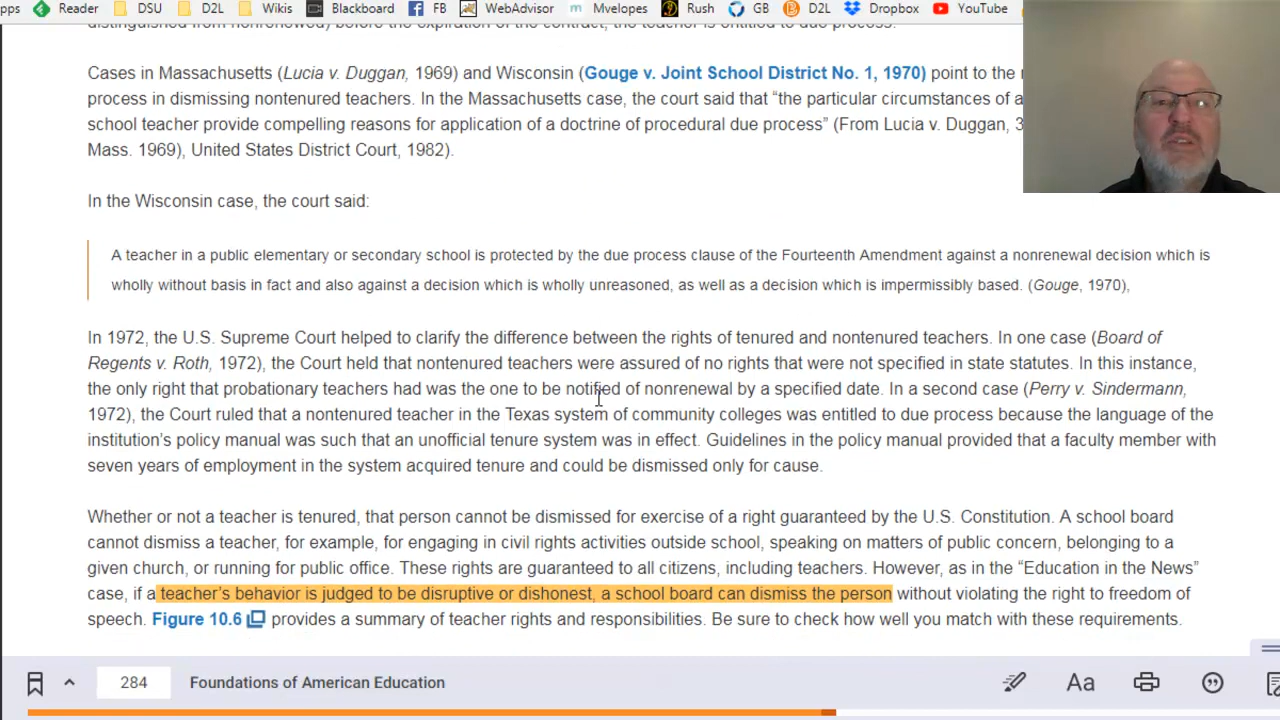 pps Reader DSU D2L Wikis Blackboard FB WebAdvisor Mvelopes Rush GB D2L Dropbox YouTube
distinguished from nonrenewed) before the expiration of the contract, the teacher is entitled to due process.
Cases in Massachusetts (Lucia v. Duggan, 1969) and Wisconsin (Gouge v. Joint School District No. 1, 1970) point to the
process in dismissing nontenured teachers. In the Massachusetts case, the court said that “the particular circumstances of a
school teacher provide compelling reasons for application of a doctrine of procedural due process” (From Lucia v. Duggan, 3
Mass. 1969), United States District Court, 1982).
In the Wisconsin case, the court said:
A teacher in a public elementary or secondary school is protected by the due process clause of the Fourteenth Amendment against a nonrenewal decision which is
wholly without basis in fact and also against a decision which is wholly unreasoned, as well as a decision which is impermissibly based. (Gouge, 1970),
In 1972, the U.S. Supreme Court helped to clarify the difference between the rights of tenured and nontenured teachers. In one case (Board of
Regents v. Roth, 1972), the Court held that nontenured teachers were assured of no rights that were not specified in state statutes. In this instance,
the only right that probationary teachers had was the one to be notified of nonrenewal by a specified date. In a second case (Perry v. Sindermann,
1972), the Court ruled that a nontenured teacher in the Texas system of community colleges was entitled to due process because the language of the
institution’s policy manual was such that an unofficial tenure system was in effect. Guidelines in the policy manual provided that a faculty member with
seven years of employment in the system acquired tenure and could be dismissed only for cause.
Whether or not a teacher is tenured, that person cannot be dismissed for exercise of a right guaranteed by the U.S. Constitution. A school board
cannot dismiss a teacher, for example, for engaging in civil rights activities outside school, speaking on matters of public concern, belonging to a
given church, or running for public office. These rights are guaranteed to all citizens, including teachers. However, as in the “Education in the News”
case, if a teacher’s behavior is judged to be disruptive or dishonest, a school board can dismiss the person without violating the right to freedom of
speech. Figure 10.6 provides a summary of teacher rights and responsibilities. Be sure to check how well you match with these requirements.
284 Foundations of American Education Aa